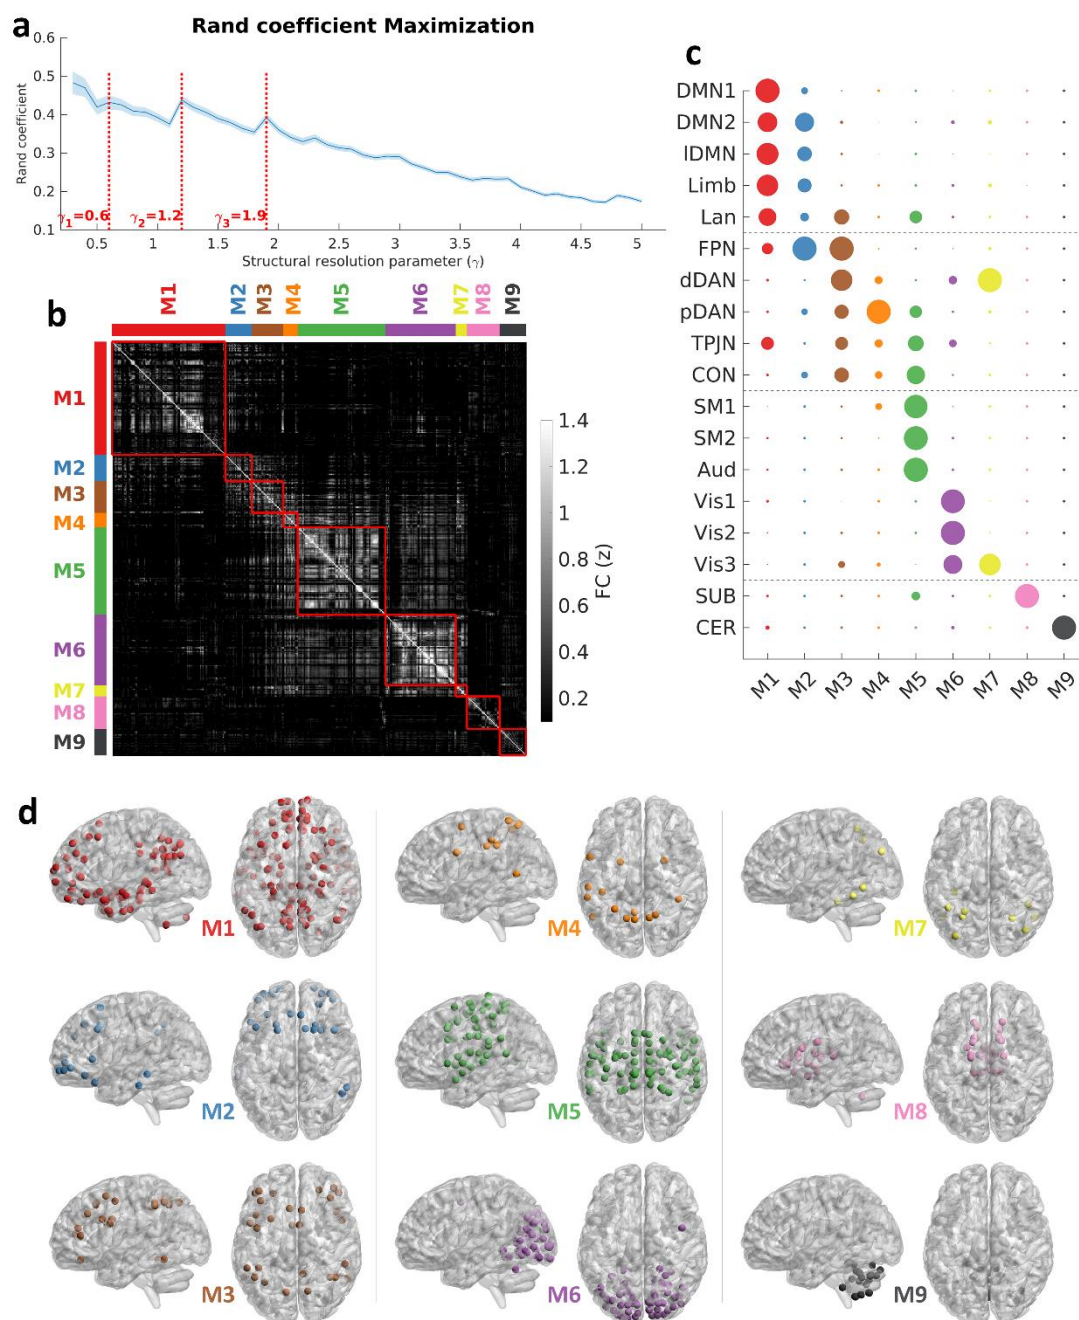 a
Rand coefficient Maximization
0.6
0.5
0.4
0.3
0.2
0.1
Rand coefficient
γ1=0.6
γ2=1.2
γ3=1.9
0.5 1 1.5 2 2.5 3 3.5 4 4.5 5
Structural resolution parameter (γ)
b
M1 M2 M3 M4 M5 M6 M7 M8 M9
M1
M2
M3
M4
M5
M6
M7
M8
M9
1.4
1.2
1
0.8
0.6
0.4
0.2
FC (z)
c
DMN1
DMN2
lDMN
Limb
Lan
FPN
dDAN
pDAN
TPJN
CON
SM1
SM2
Aud
Vis1
Vis2
Vis3
SUB
CER
M1 M2 M3 M4 M5 M6 M7 M8 M9
d
M1 M4 M7
M2 M5 M8
M3 M6 M9